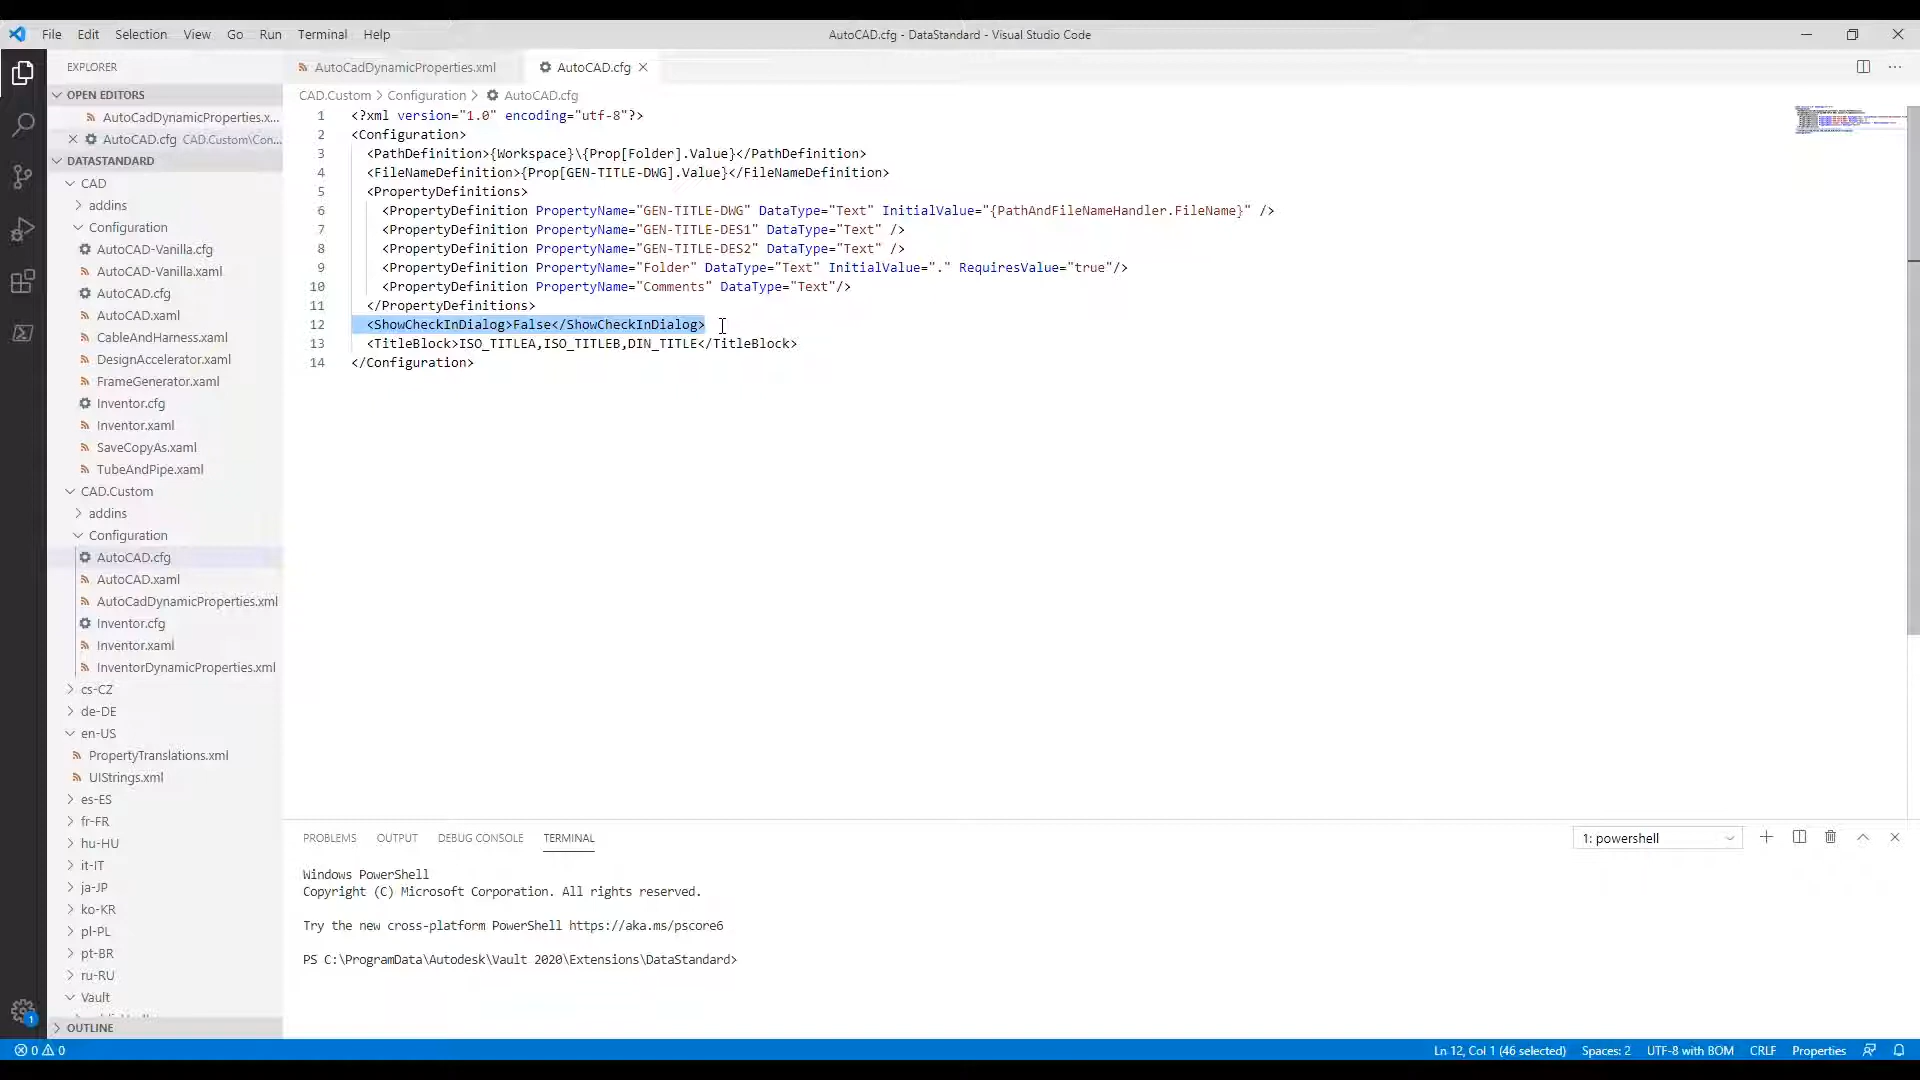 File Edit Selection View Go Run Terminal Help
AutoCAD.cfg - DataStandard - Visual Studio Code
EXPLORER
OPEN EDITORS
AutoCadDynamicProperties.x...
AutoCAD.cfg CAD.Custom\Con...
DATASTANDARD
CAD
addins
Configuration
AutoCAD-Vanilla.cfg
AutoCAD-Vanilla.xaml
AutoCAD.cfg
AutoCAD.xaml
CableAndHarness.xaml
DesignAccelerator.xaml
FrameGenerator.xaml
Inventor.cfg
Inventor.xaml
SaveCopyAs.xaml
TubeAndPipe.xaml
CAD.Custom
addins
Configuration
AutoCAD.cfg
AutoCAD.xaml
AutoCadDynamicProperties.xml
Inventor.cfg
Inventor.xaml
InventorDynamicProperties.xml
cs-CZ
de-DE
en-US
PropertyTranslations.xml
UIStrings.xml
es-ES
fr-FR
hu-HU
it-IT
ja-JP
ko-KR
pl-PL
pt-BR
ru-RU
Vault
OUTLINE
AutoCadDynamicProperties.xml
AutoCAD.cfg
CAD.Custom > Configuration > AutoCAD.cfg
1 <?xml version="1.0" encoding="utf-8"?>
2 <Configuration>
3 <PathDefinition>{Workspace}\{Prop[Folder].Value}</PathDefinition>
4 <FileNameDefinition>{Prop[GEN-TITLE-DWG].Value}</FileNameDefinition>
5 <PropertyDefinitions>
6 <PropertyDefinition PropertyName="GEN-TITLE-DWG" DataType="Text" InitialValue="{PathAndFileNameHandler.FileName}" />
7 <PropertyDefinition PropertyName="GEN-TITLE-DES1" DataType="Text" />
8 <PropertyDefinition PropertyName="GEN-TITLE-DES2" DataType="Text" />
9 <PropertyDefinition PropertyName="Folder" DataType="Text" InitialValue="." RequiresValue="true"/>
10 <PropertyDefinition PropertyName="Comments" DataType="Text"/>
11 </PropertyDefinitions>
12 <ShowCheckInDialog>False</ShowCheckInDialog>
13 <TitleBlock>ISO_TITLEA,ISO_TITLEB,DIN_TITLE</TitleBlock>
14 </Configuration>
PROBLEMS OUTPUT DEBUG CONSOLE TERMINAL
1: powershell
Windows PowerShell
Copyright (C) Microsoft Corporation. All rights reserved.
Try the new cross-platform PowerShell https://aka.ms/pscore6
PS C:\ProgramData\Autodesk\Vault 2020\Extensions\DataStandard>
1
0 0
Ln 12, Col 1 (46 selected) Spaces: 2 UTF-8 with BOM CRLF Properties